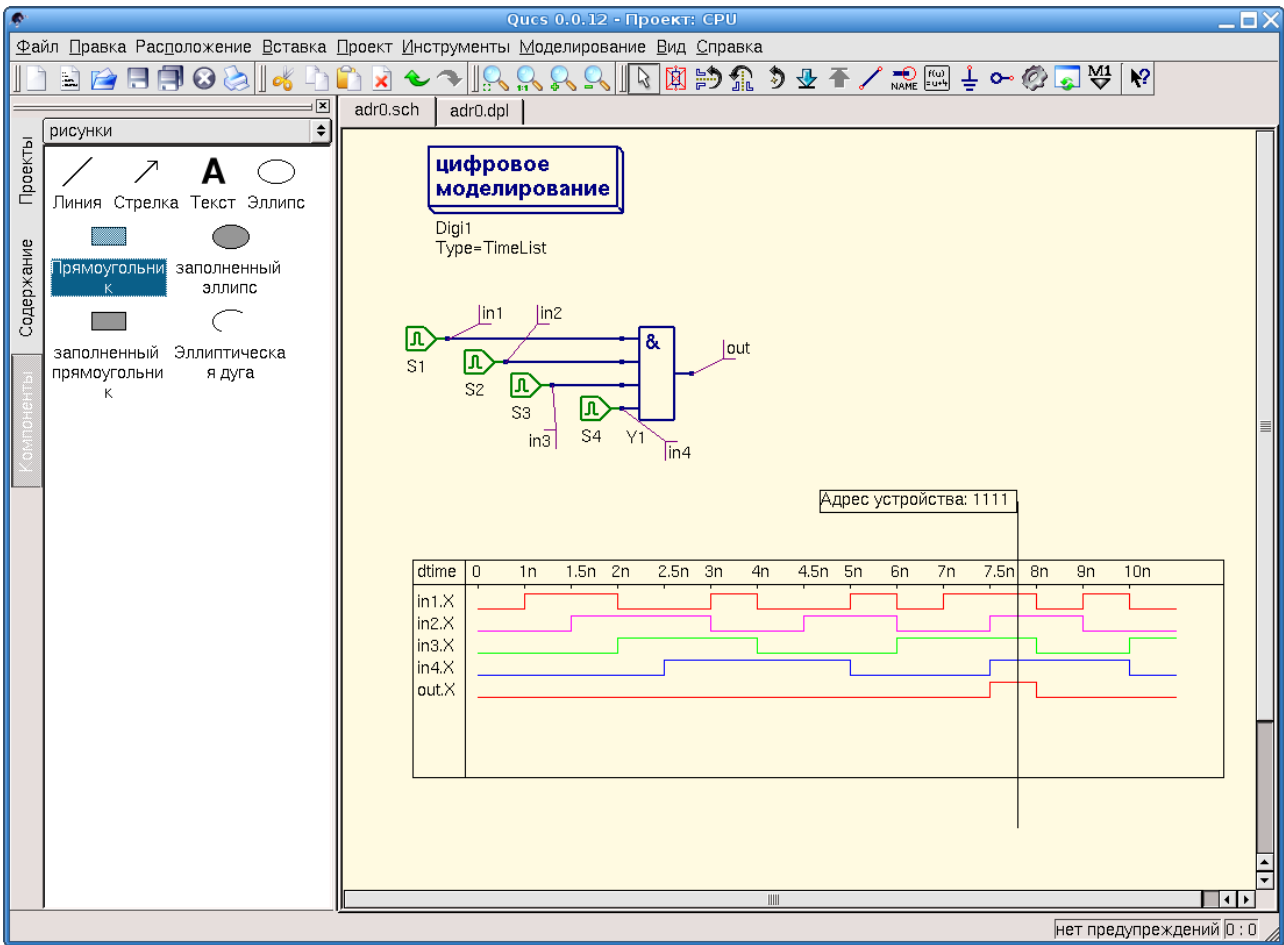 Qucs 0.0.12 - Проект: CPU
Файл Правка Расположение Вставка Проект Инструменты Моделирование Вид Справка
NAME
f(ω)
=u+4
M1
adr0.sch
adr0.dpl
Проекты
Содержание
Компоненты
рисунки
A
Линия Стрелка Текст Эллипс
Прямоугольни
к
заполненный
эллипс
заполненный
прямоугольни
к
Эллиптическа
я дуга
цифровое
моделирование
Digi1
Type=TimeList
in1
in2
&
out
S1
S2
S3
in3
S4
Y1
in4
Адрес устройства: 1111
dtime 0 1n 1.5n 2n 2.5n 3n 4n 4.5n 5n 6n 7n 7.5n 8n 9n 10n
in1.X
in2.X
in3.X
in4.X
out.X
нет предупреждений 0 : 0